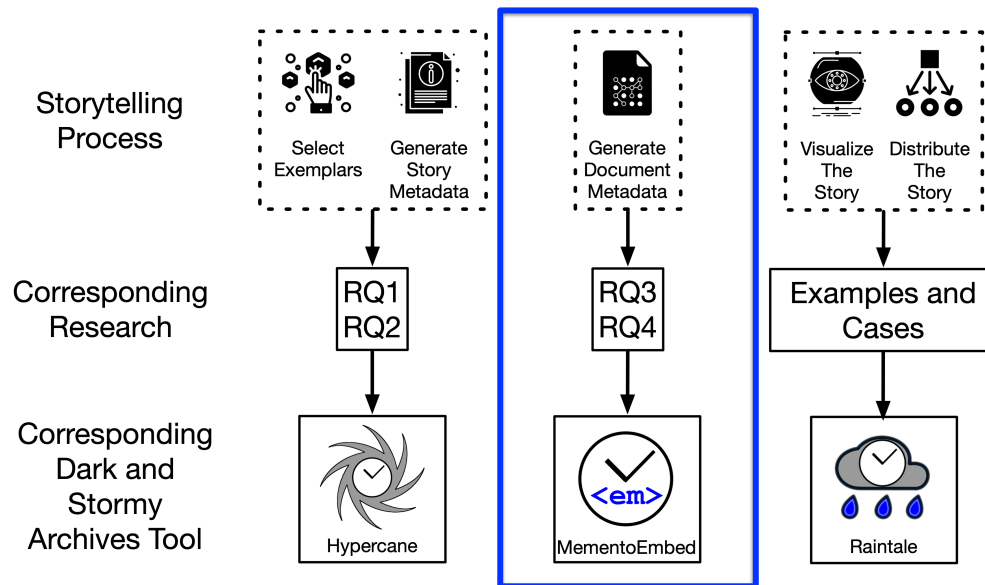 Storytelling
Process
Select
Exemplars
Generate
Story
Metadata
Generate
Document
Metadata
Visualize
The
Story
Distribute
The
Story
Corresponding
Research
RQ1
RQ2
RQ3
RQ4
Examples and
Cases
Corresponding
Dark and
Stormy
Archives Tool
Hypercane
<em>
MementoEmbed
Raintale